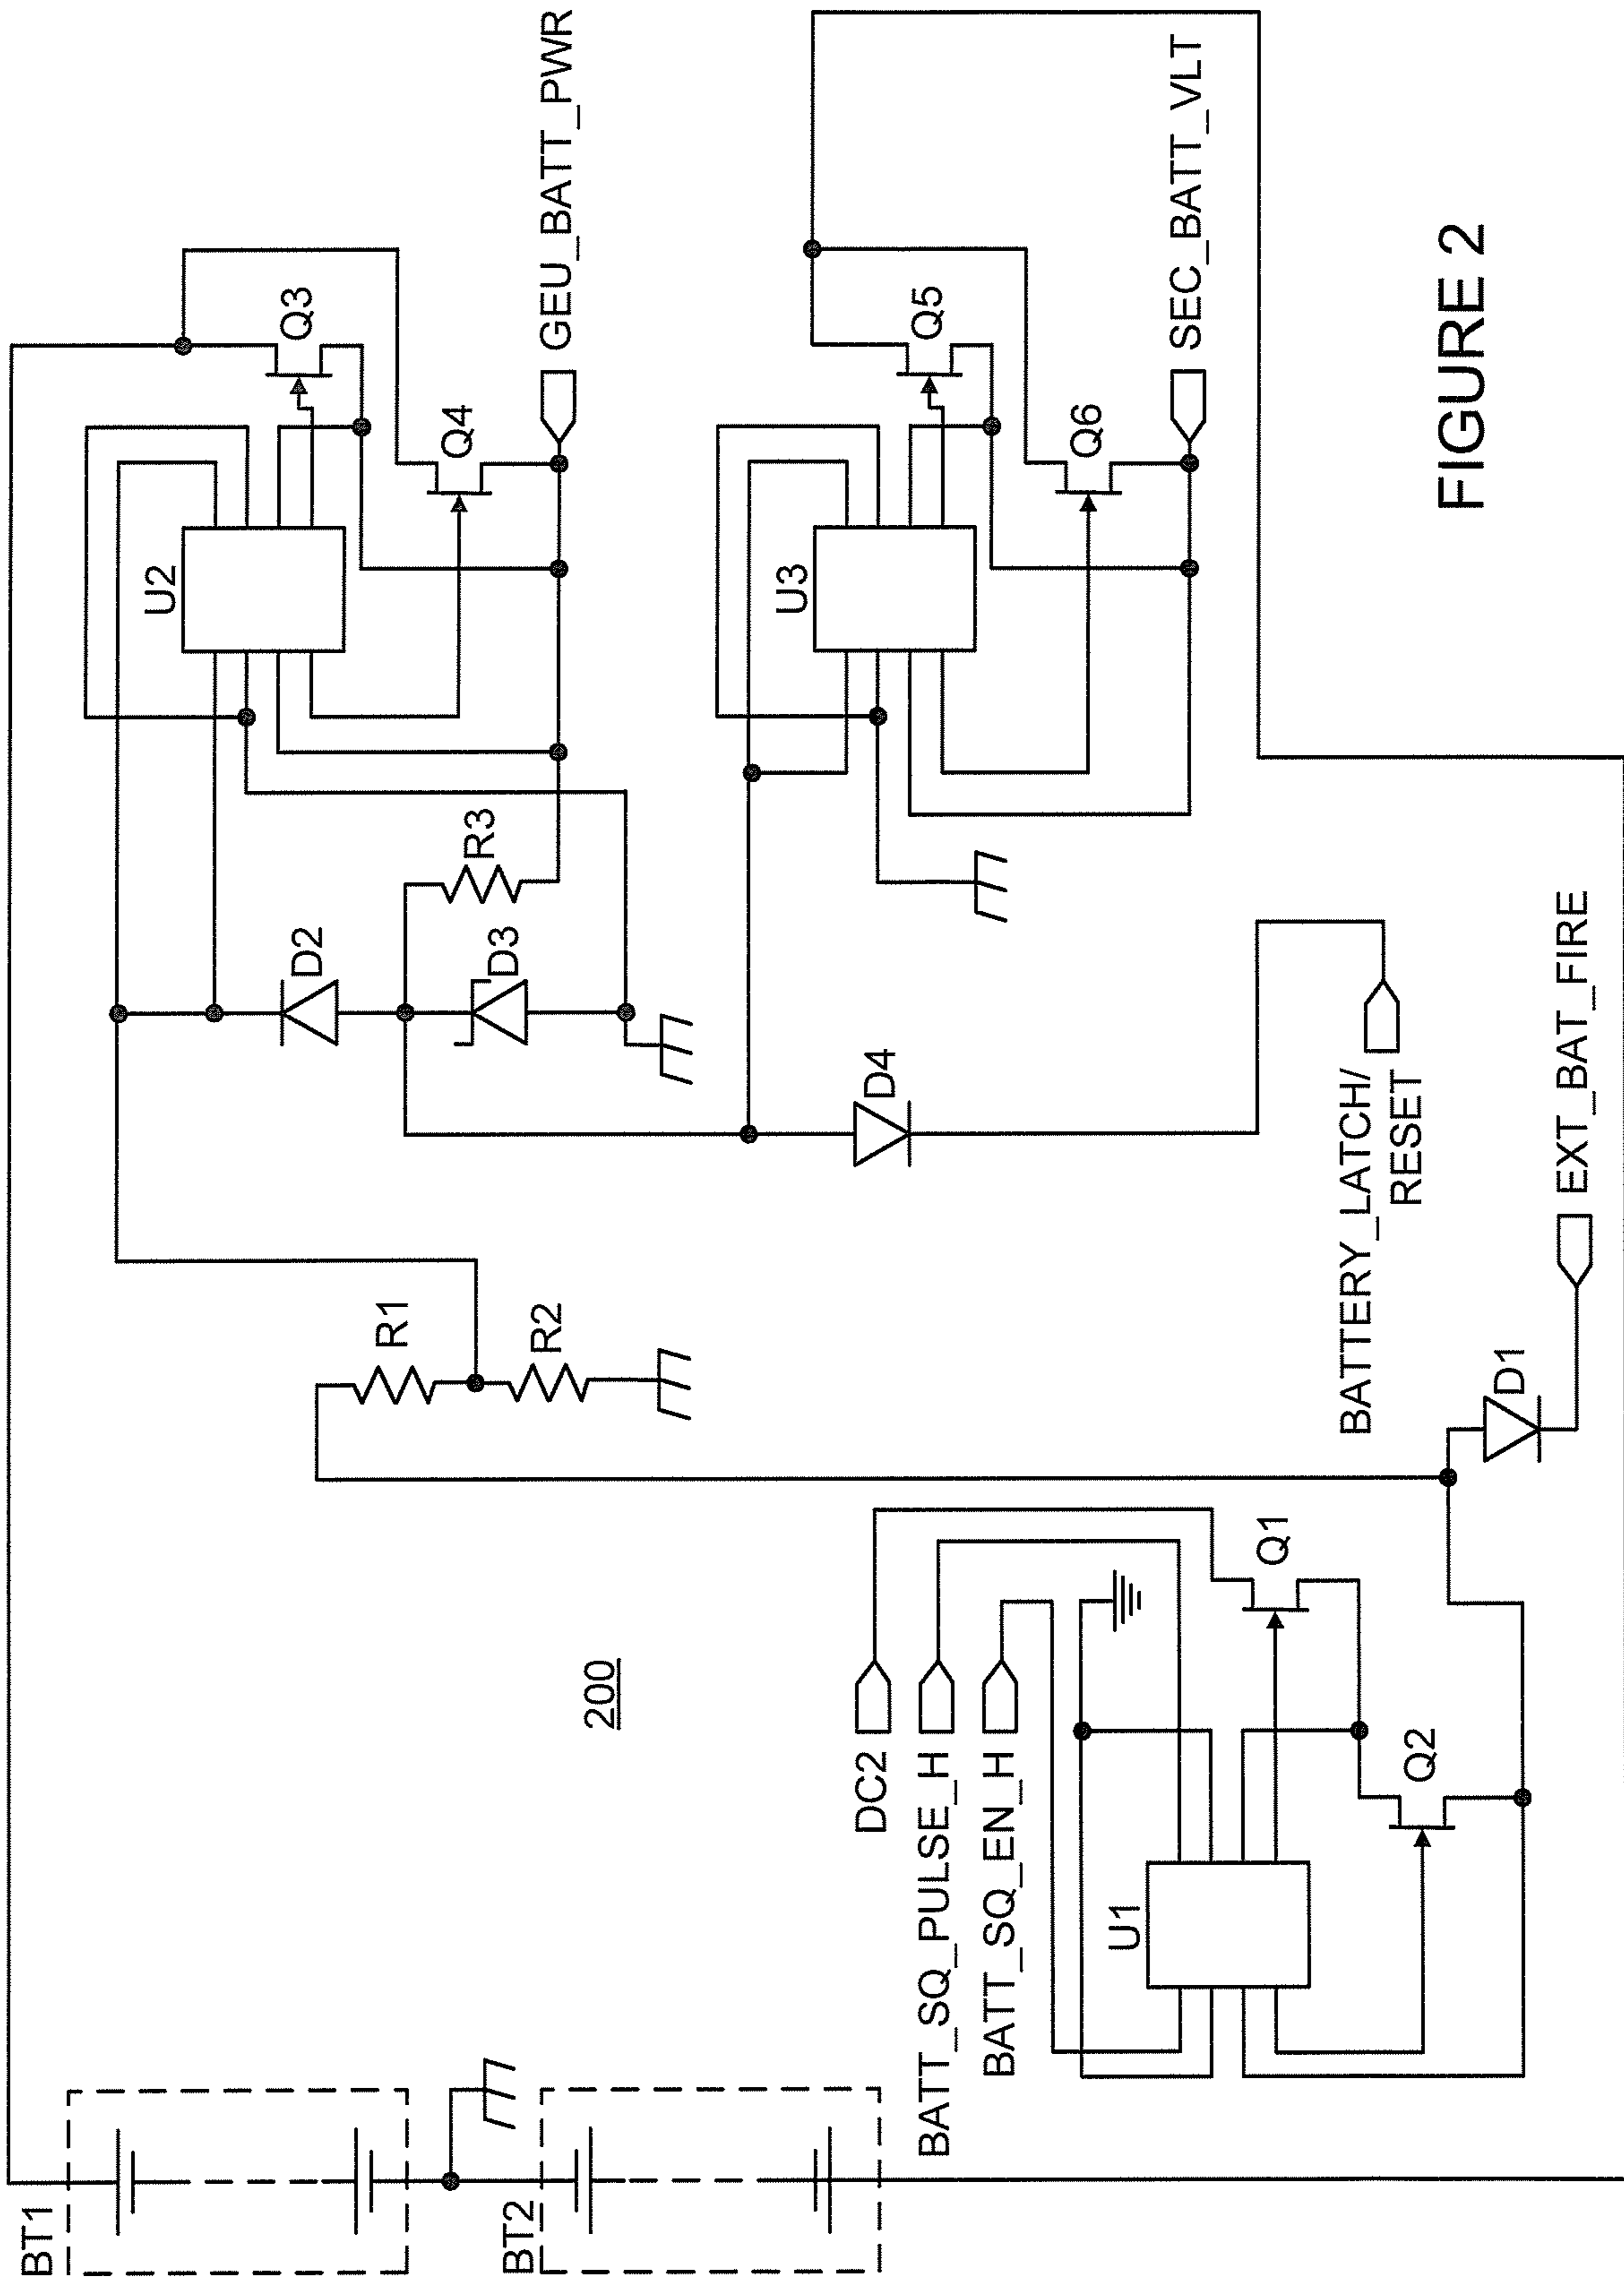 BT1
BT2
200
DC2
BATT_SQ_PULSE_H
BATT_SQ_EN_H
U1
Q1
Q2
R1
R2
D1
EXT_BAT_FIRE
BATTERY_LATCH/
RESET
D2
D3
D4
R3
U2
Q3
Q4
GEU_BATT_PWR
U3
Q5
Q6
SEC_BATT_VLT
FIGURE 2